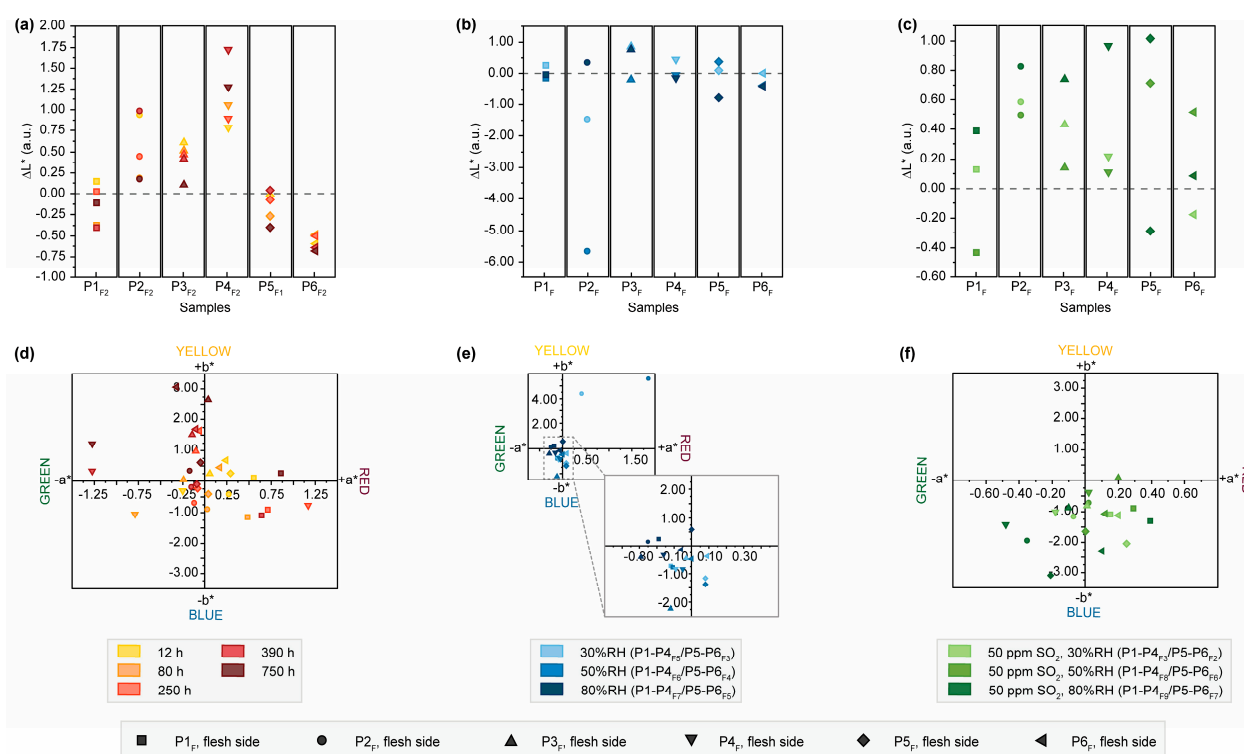 (a)
2.00
1.75
1.50
1.25
1.00
0.75
0.50
0.25
0.00
-0.25
-0.50
-0.75
-1.00
ΔL* (a.u.)
P1F2 P2F2 P3F2 P4F2 P5F1 P6F2
Samples
(b)
1.00
0.00
-1.00
-2.00
-3.00
-4.00
-5.00
-6.00
ΔL* (a.u.)
P1F P2F P3F P4F P5F P6F
Samples
(c)
1.00
0.80
0.60
0.40
0.20
0.00
-0.20
-0.40
-0.60
ΔL* (a.u.)
P1F P2F P3F P4F P5F P6F
Samples
(d)
YELLOW
+b*
3.00
2.00
1.00
-1.00
-2.00
-3.00
GREEN
-a*
-1.25 -0.75 -0.25 0.25 0.75 1.25
+a*
RED
-b*
BLUE
(e)
YELLOW
+b*
4.00
2.00
GREEN
-a*
0.50 1.50
+a*
RED
-b*
BLUE
2.00
1.00
-1.00
-2.00
-0.30 -0.10 0.10 0.30
(f)
YELLOW
+b*
3.00
2.00
1.00
-1.00
-2.00
-3.00
GREEN
-a*
-0.60 -0.40 -0.20 0.20 0.40 0.60
+a*
RED
-b*
BLUE
12 h 390 h
80 h 750 h
250 h
30%RH (P1-P4F5/P5-P6F3)
50%RH (P1-P4F6/P5-P6F4)
80%RH (P1-P4F7/P5-P6F5)
50 ppm SO2, 30%RH (P1-P4F3/P5-P6F2)
50 ppm SO2, 50%RH (P1-P4F8/P5-P6F6)
50 ppm SO2, 80%RH (P1-P4F9/P5-P6F7)
P1F, flesh side P2F, flesh side P3F, flesh side P4F, flesh side P5F, flesh side P6F, flesh side